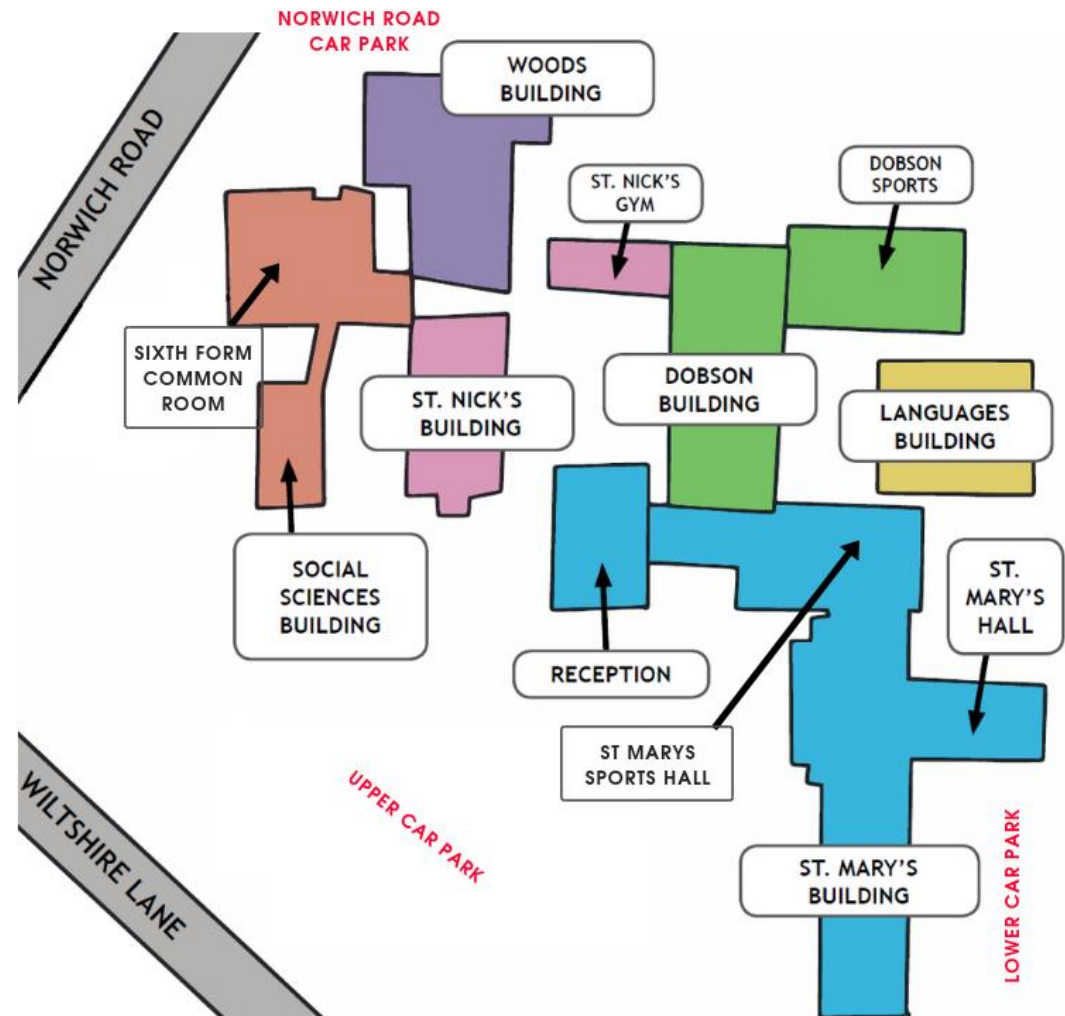 NORWICH ROAD
CAR PARK
WOODS
BUILDING
NORWICH ROAD
ST. NICK'S
GYM
DOBSON
SPORTS
SIXTH FORM
COMMON
ROOM
ST. NICK'S
BUILDING
DOBSON
BUILDING
LANGUAGES
BUILDING
SOCIAL
SCIENCES
BUILDING
ST.
MARY'S
HALL
RECEPTION
ST MARYS
SPORTS HALL
UPPER CAR PARK
WILTSHIRE LANE
ST. MARY'S
BUILDING
LOWER CAR PARK